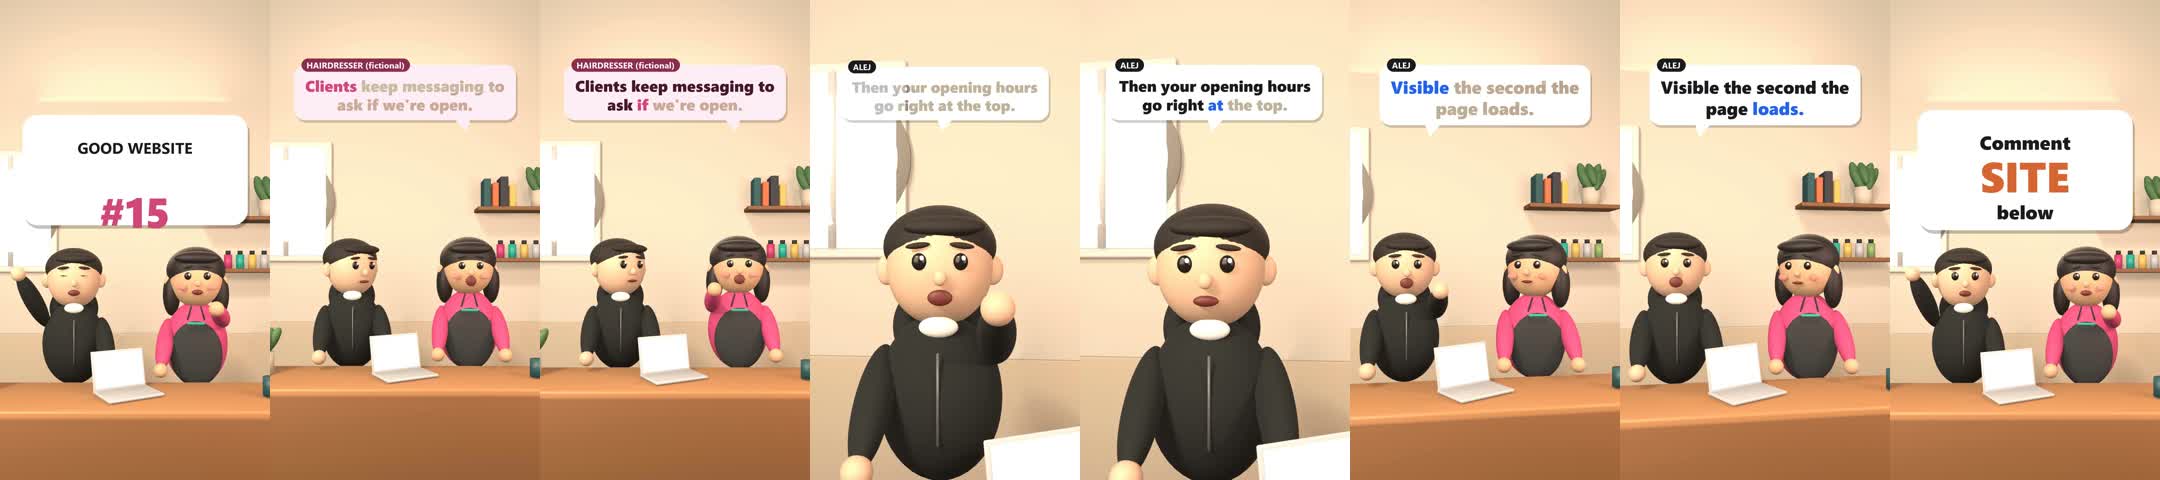 GOOD WEBSITE
#15
HAIRDRESSER (fictional)
Clients keep messaging to
ask if we're open.
HAIRDRESSER (fictional)
Clients keep messaging to
ask if we're open.
ALEJ
Then your opening hours
go right at the top.
ALEJ
Then your opening hours
go right at the top.
ALEJ
Visible the second the
page loads.
ALEJ
Visible the second the
page loads.
Comment
SITE
below